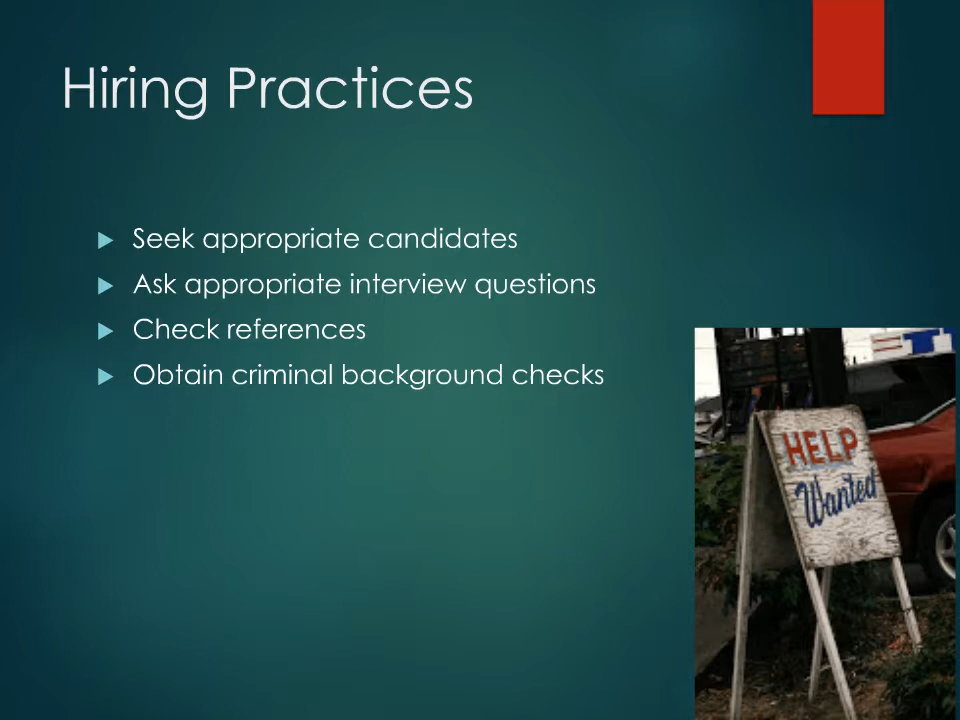 Hiring Practices
Seek appropriate candidates
Ask appropriate interview questions
Check references
Obtain criminal background checks
HELP
Wanted